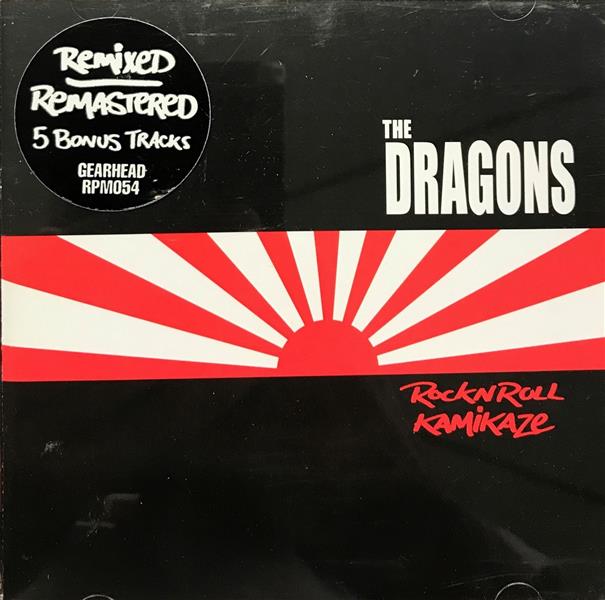 REMIXED
REMASTERED
5 BONUS TRACKS
GEARHEAD
RPM054
THE
DRAGONS
ROCKNROLL
KAMIKAZE